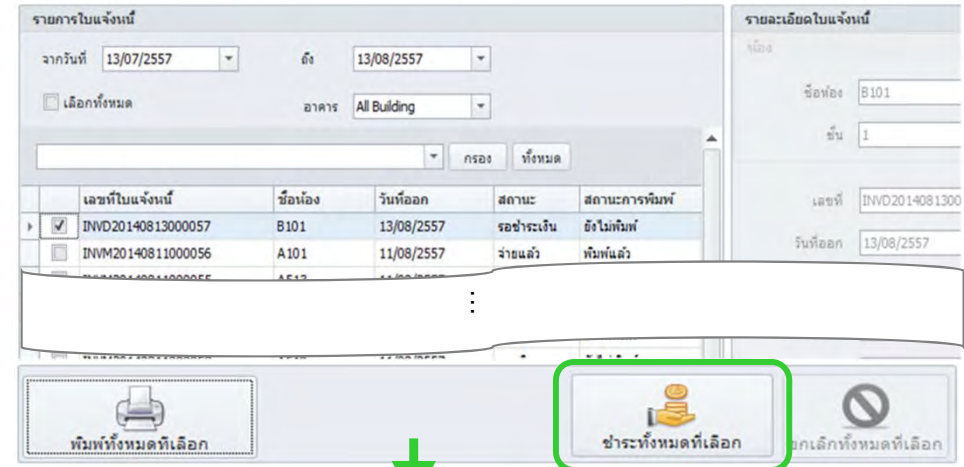 รายการใบแจ้งหนี้
รายละเอียดใบแจ้งหนี้
จากวันที่ 13/07/2557 ถึง 13/08/2557
ห้อง
เลือกทั้งหมด อาคาร All Building
ชื่อห้อง B101
ชั้น 1
กรอง ทั้งหมด
เลขที่ใบแจ้งหนี้ ชื่อห้อง วันที่ออก สถานะ สถานะการพิมพ์
เลขที่ INVD20140813000
INVD20140813000057 B101 13/08/2557 รอชำระเงิน ยังไม่พิมพ์
วันที่ออก 13/08/2557
INVM20140811000056 A101 11/08/2557 จ่ายแล้ว พิมพ์แล้ว
พิมพ์ทั้งหมดที่เลือก
ชำระทั้งหมดที่เลือก
กเลิกทั้งหมดที่เลือก